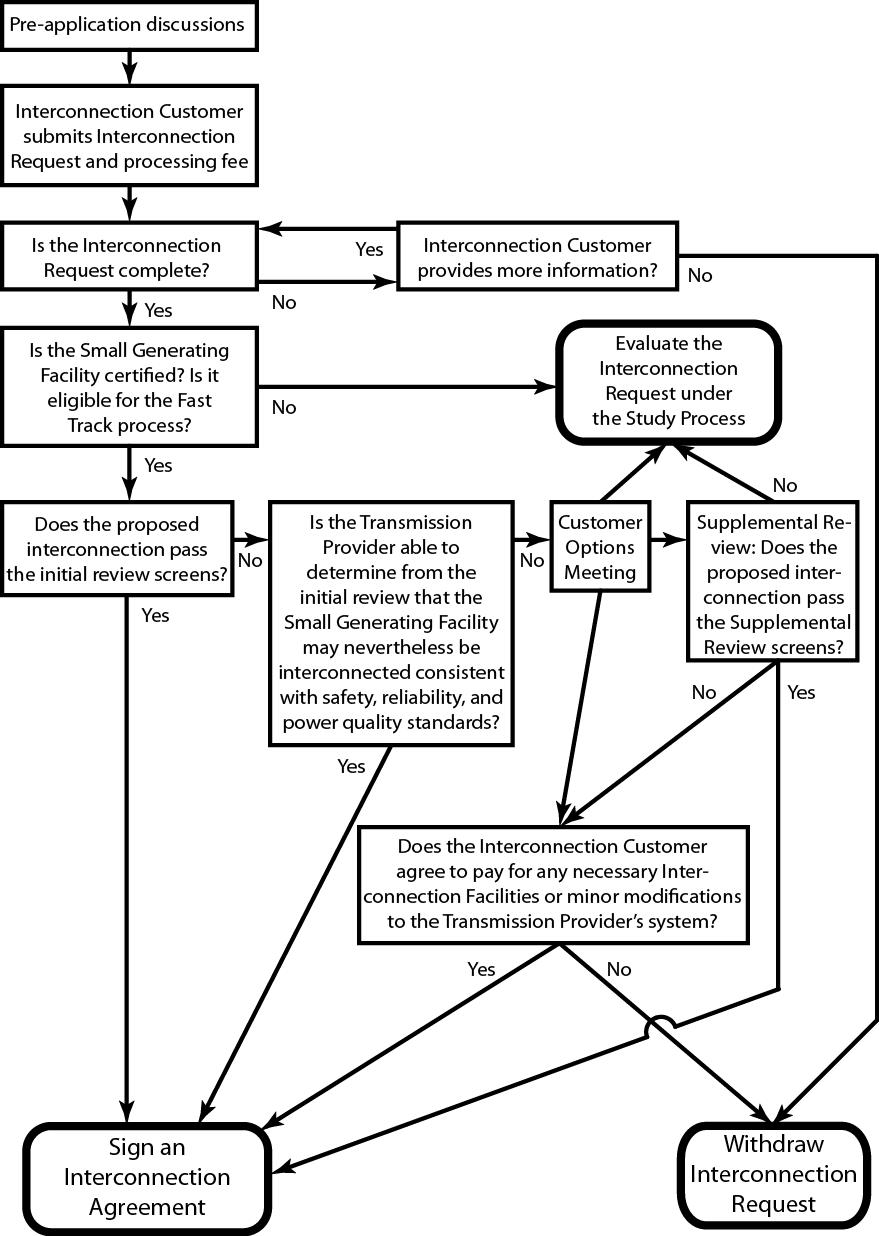 Pre-application discussions
Interconnection Customer
submits Interconnection
Request and processing fee
Is the Interconnection
Request complete?
Yes
Interconnection Customer
provides more information?
No
No
Yes
Is the Small Generating
Facility certified? Is it
eligible for the Fast
Track process?
No
Evaluate the
Interconnection
Request under
the Study Process
Yes
Does the proposed
interconnection pass
the initial review screens?
No
Is the Transmission
Provider able to
determine from the
initial review that the
Small Generating Facility
may nevertheless be
interconnected consistent
with safety, reliability, and
power quality standards?
No
Customer
Options
Meeting
No
Supplemental Re-
view: Does the
proposed inter-
connection pass
the Supplemental
Review screens?
Yes
Yes
No
Yes
Does the Interconnection Customer
agree to pay for any necessary Inter-
connection Facilities or minor modifications
to the Transmission Provider’s system?
Yes
No
Sign an
Interconnection
Agreement
Withdraw
Interconnection
Request